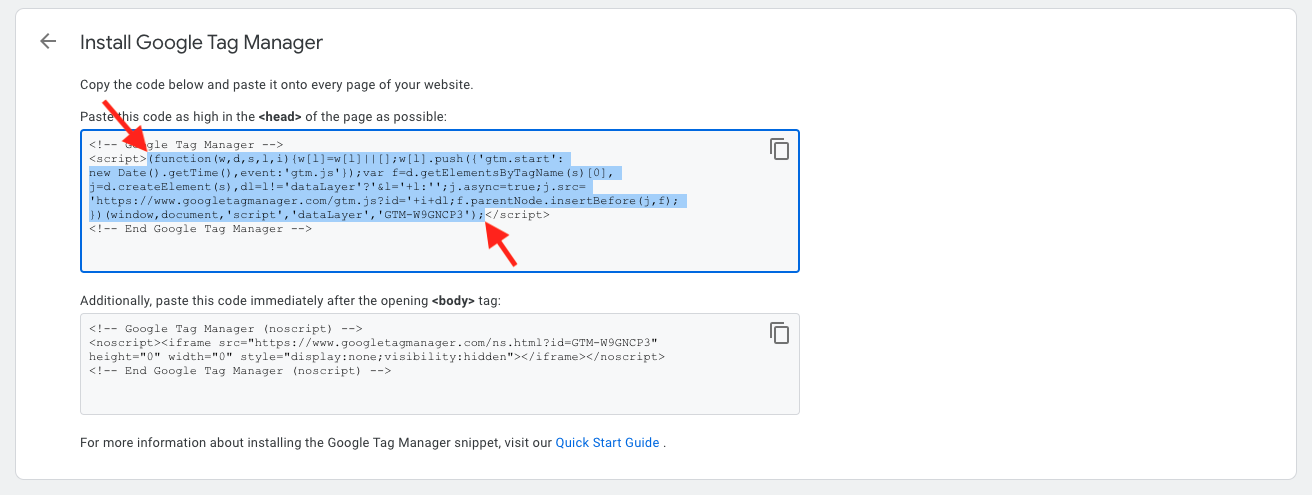 Install Google Tag Manager
Copy the code below and paste it onto every page of your website.
Paste this code as high in the <head> of the page as possible:
<!-- Google Tag Manager -->
<script>(function(w,d,s,l,i){w[l]=w[l]||[];w[l].push({'gtm.start':
new Date().getTime(),event:'gtm.js'});var f=d.getElementsByTagName(s)[0],
j=d.createElement(s),dl=l!='dataLayer'?'&l='+l:'';j.async=true;j.src=
'https://www.googletagmanager.com/gtm.js?id='+i+dl;f.parentNode.insertBefore(j,f);
})(window,document,'script','dataLayer','GTM-W9GNCP3');</script>
<!-- End Google Tag Manager -->
Additionally, paste this code immediately after the opening <body> tag:
<!-- Google Tag Manager (noscript) -->
<noscript><iframe src="https://www.googletagmanager.com/ns.html?id=GTM-W9GNCP3"
height="0" width="0" style="display:none;visibility:hidden"></iframe></noscript>
<!-- End Google Tag Manager (noscript) -->
For more information about installing the Google Tag Manager snippet, visit our Quick Start Guide .